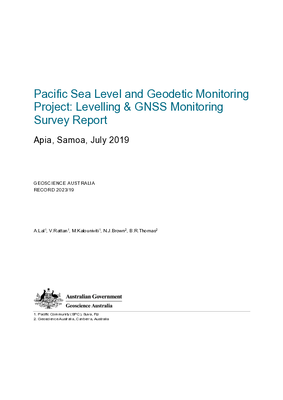 Pacific Sea Level and Geodetic Monitoring
Project: Levelling & GNSS Monitoring
Survey Report
Apia, Samoa, July 2019
GEOSCIENCE AUSTRALIA
RECORD 2023/19
A.Lal¹, V.Rattan¹, M.Kalouniviti¹, N.J.Brown², B.R.Thomas²
Australian Government
Geoscience Australia
1. Pacific Community (SPC), Suva, Fiji
2. Geoscience Australia, Canberra, Australia